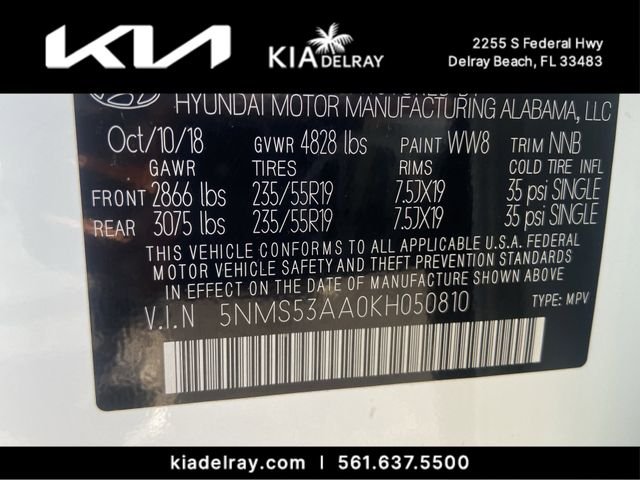 KIA
KIA DELRAY
2255 S Federal Hwy
Delray Beach, FL 33483
HYUNDAI MOTOR MANUFACTURING ALABAMA, LLC
Oct/10/18 GVWR 4828 lbs PAINT WW8 TRIM NNB
GAWR TIRES RIMS COLD TIRE INFL
FRONT 2866 lbs 235/55R19 7.5JX19 35 psi SINGLE
REAR 3075 lbs 235/55R19 7.5JX19 35 psi SINGLE
THIS VEHICLE CONFORMS TO ALL APPLICABLE U.S.A. FEDERAL
MOTOR VEHICLE SAFETY AND THEFT PREVENTION STANDARDS
IN EFFECT ON THE DATE OF MANUFACTURE SHOWN ABOVE.
V.I.N 5NMS53AA0KH050810 TYPE: MPV
kiadelray.com | 561.637.5500